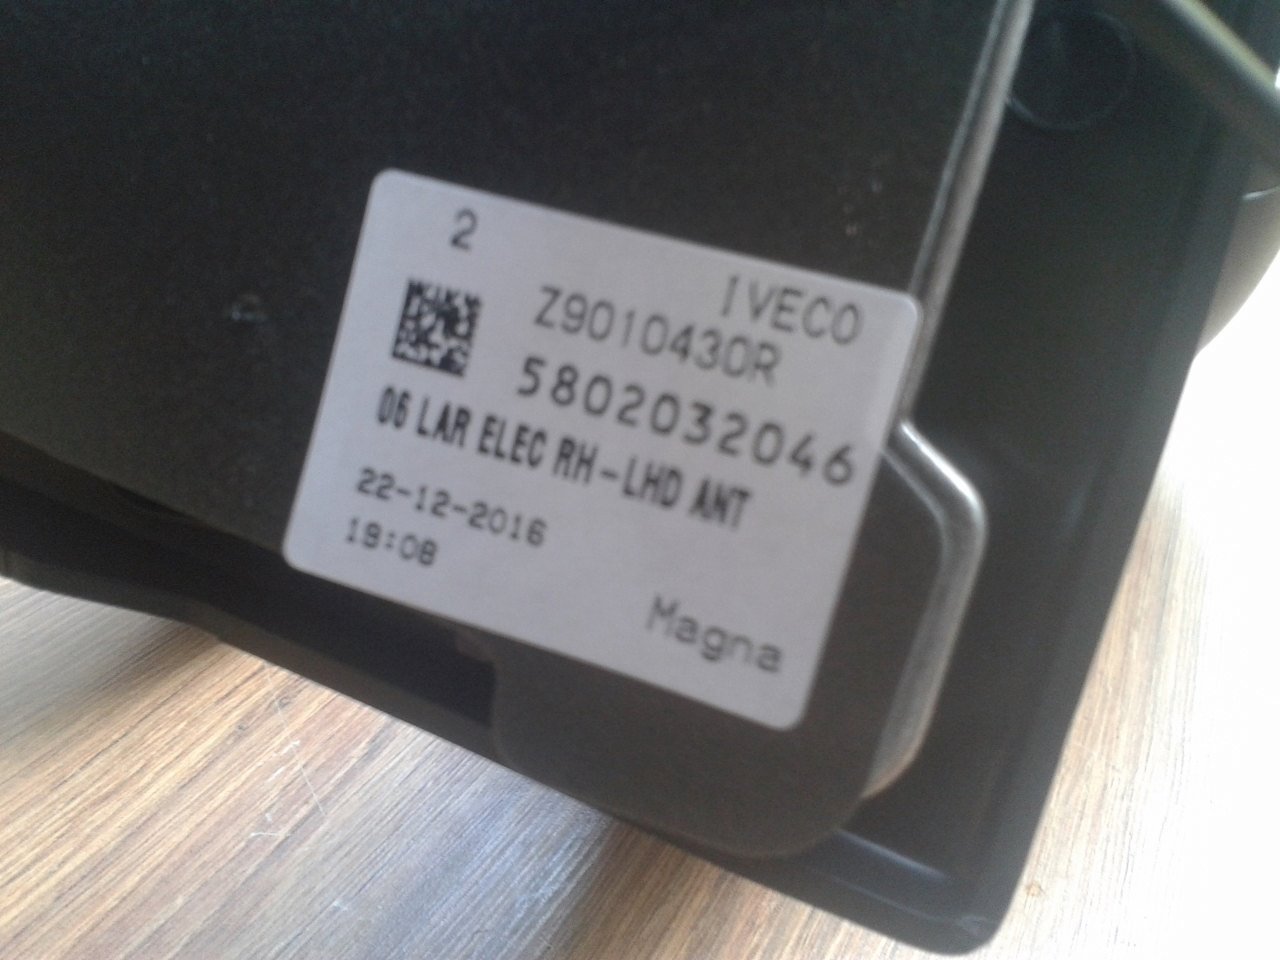 2
IVECO
Z9010430R
5802032046
06 LAR ELEC RH-LHD ANT
22-12-2016
19:08
Magna